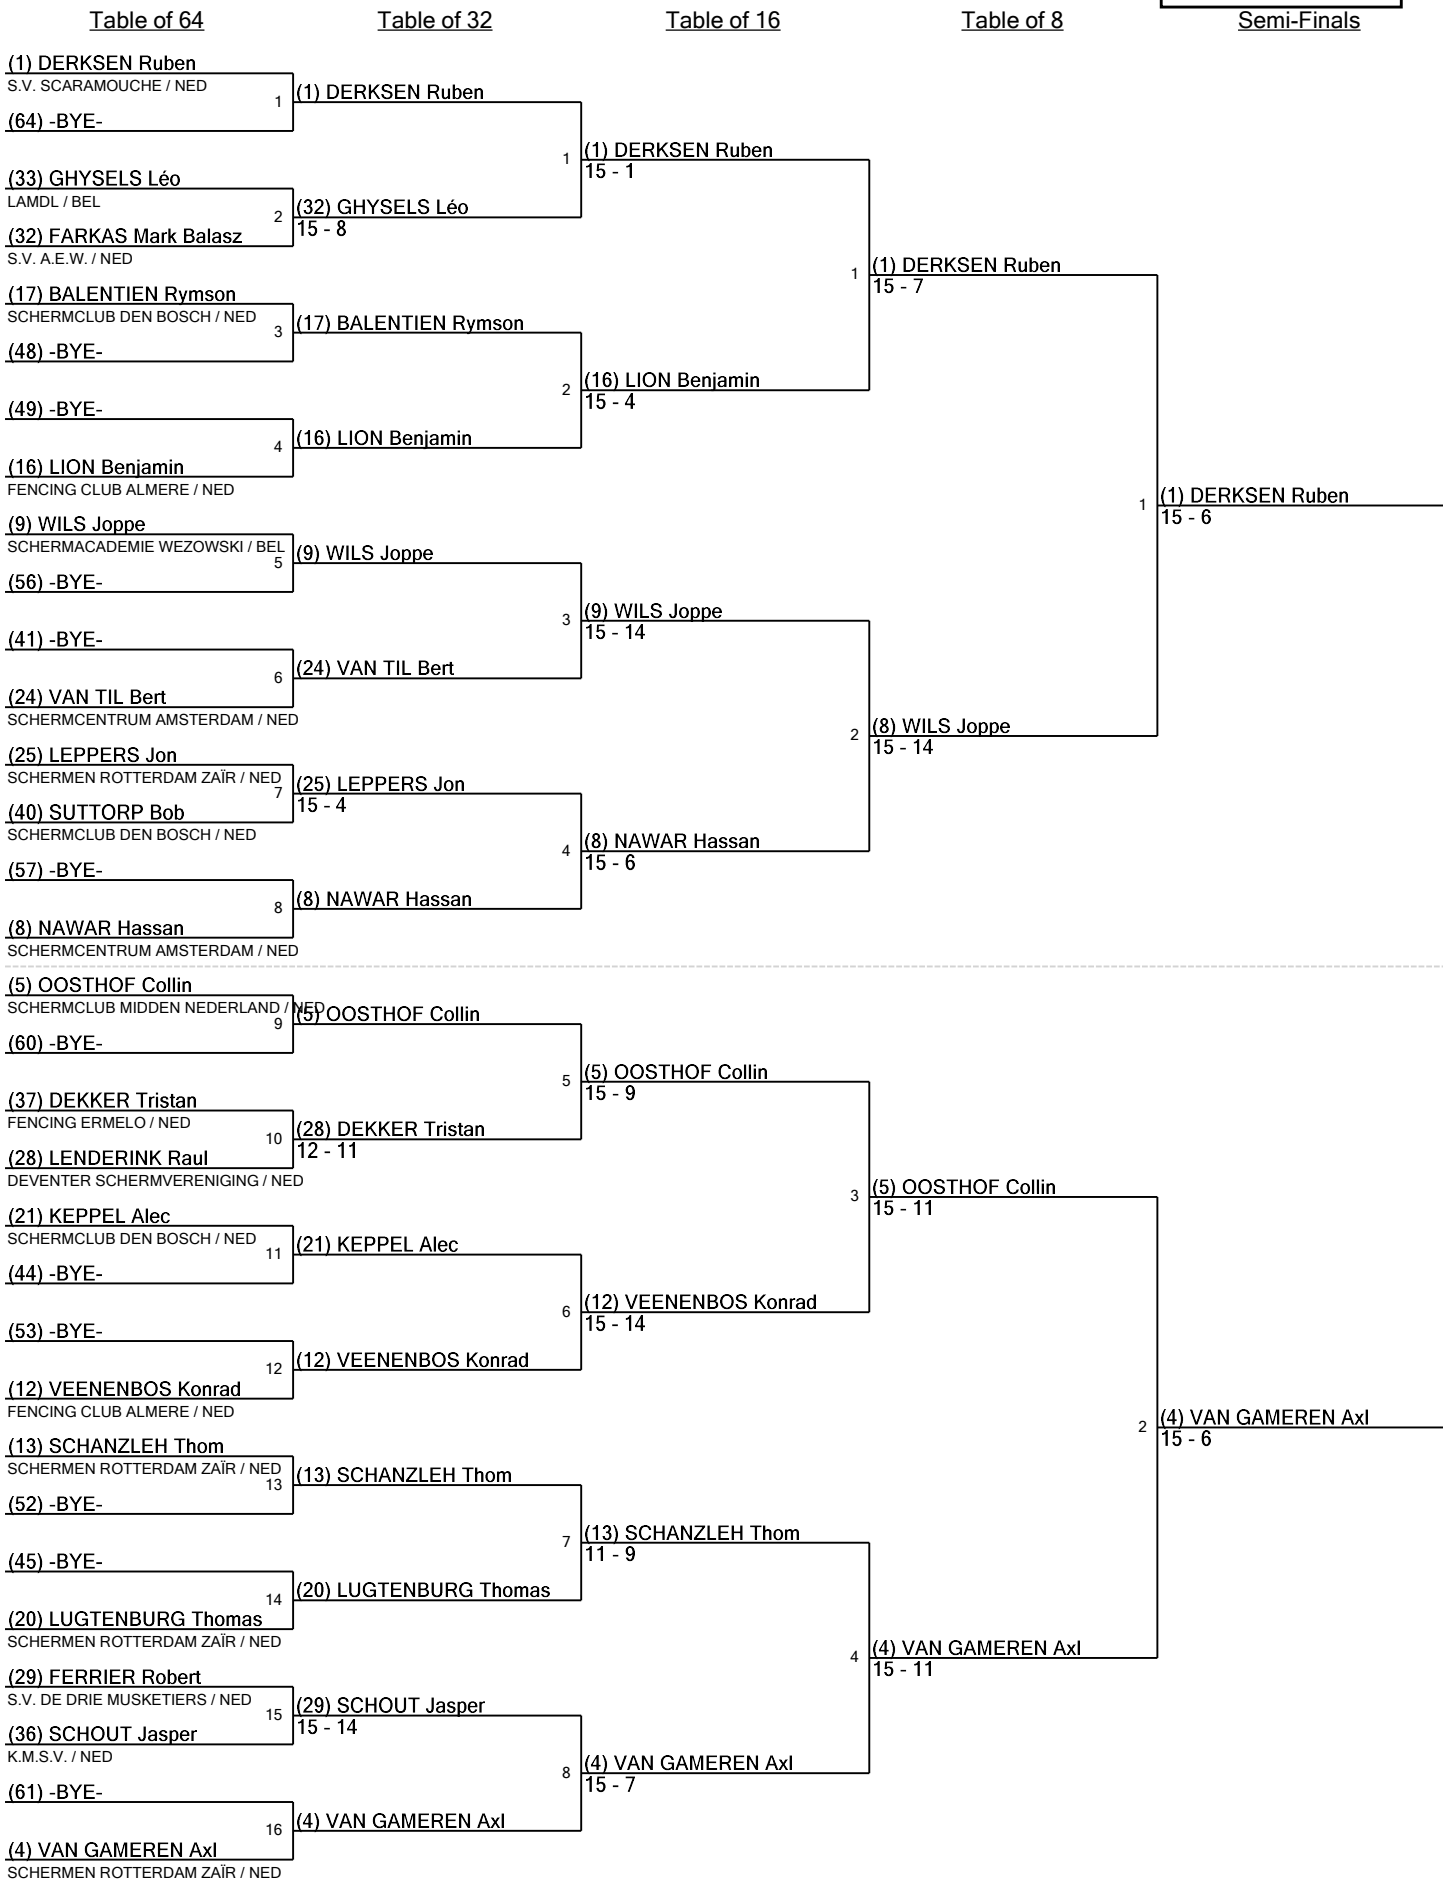 Table of 64
Table of 32
Table of 16
Table of 8
Semi-Finals
(1) DERKSEN Ruben
S.V. SCARAMOUCHE / NED
1
(64) -BYE-
(33) GHYSELS Léo
LAMDL / BEL
2
(32) FARKAS Mark Balasz
S.V. A.E.W. / NED
(17) BALENTIEN Rymson
SCHERMCLUB DEN BOSCH / NED
3
(48) -BYE-
(49) -BYE-
4
(16) LION Benjamin
FENCING CLUB ALMERE / NED
(9) WILS Joppe
SCHERMACADEMIE WEZOWSKI / BEL
5
(56) -BYE-
(41) -BYE-
6
(24) VAN TIL Bert
SCHERMCENTRUM AMSTERDAM / NED
(25) LEPPERS Jon
SCHERMEN ROTTERDAM ZAÏR / NED
7
(40) SUTTORP Bob
SCHERMCLUB DEN BOSCH / NED
(57) -BYE-
8
(8) NAWAR Hassan
SCHERMCENTRUM AMSTERDAM / NED
(5) OOSTHOF Collin
SCHERMCLUB MIDDEN NEDERLAND / NED
9
(60) -BYE-
(37) DEKKER Tristan
FENCING ERMELO / NED
10
(28) LENDERINK Raul
DEVENTER SCHERMVERENIGING / NED
(21) KEPPEL Alec
SCHERMCLUB DEN BOSCH / NED
11
(44) -BYE-
(53) -BYE-
12
(12) VEENENBOS Konrad
FENCING CLUB ALMERE / NED
(13) SCHANZLEH Thom
SCHERMEN ROTTERDAM ZAÏR / NED
13
(52) -BYE-
(45) -BYE-
14
(20) LUGTENBURG Thomas
SCHERMEN ROTTERDAM ZAÏR / NED
(29) FERRIER Robert
S.V. DE DRIE MUSKETIERS / NED
15
(36) SCHOUT Jasper
K.M.S.V. / NED
(61) -BYE-
16
(4) VAN GAMEREN Axl
SCHERMEN ROTTERDAM ZAÏR / NED
(1) DERKSEN Ruben
1
(32) GHYSELS Léo
15 - 8
(17) BALENTIEN Rymson
2
(16) LION Benjamin
(9) WILS Joppe
3
(24) VAN TIL Bert
(25) LEPPERS Jon
15 - 4
4
(8) NAWAR Hassan
(5) OOSTHOF Collin
5
(28) DEKKER Tristan
12 - 11
(21) KEPPEL Alec
6
(12) VEENENBOS Konrad
(13) SCHANZLEH Thom
7
(20) LUGTENBURG Thomas
(29) SCHOUT Jasper
15 - 14
8
(4) VAN GAMEREN Axl
(1) DERKSEN Ruben
15 - 1
1
(16) LION Benjamin
15 - 4
(9) WILS Joppe
15 - 14
2
(8) NAWAR Hassan
15 - 6
(5) OOSTHOF Collin
15 - 9
3
(12) VEENENBOS Konrad
15 - 14
(13) SCHANZLEH Thom
11 - 9
4
(4) VAN GAMEREN Axl
15 - 7
(1) DERKSEN Ruben
15 - 7
1
(8) WILS Joppe
15 - 14
(5) OOSTHOF Collin
15 - 11
2
(4) VAN GAMEREN Axl
15 - 11
(1) DERKSEN Ruben
15 - 6
(4) VAN GAMEREN Axl
15 - 6